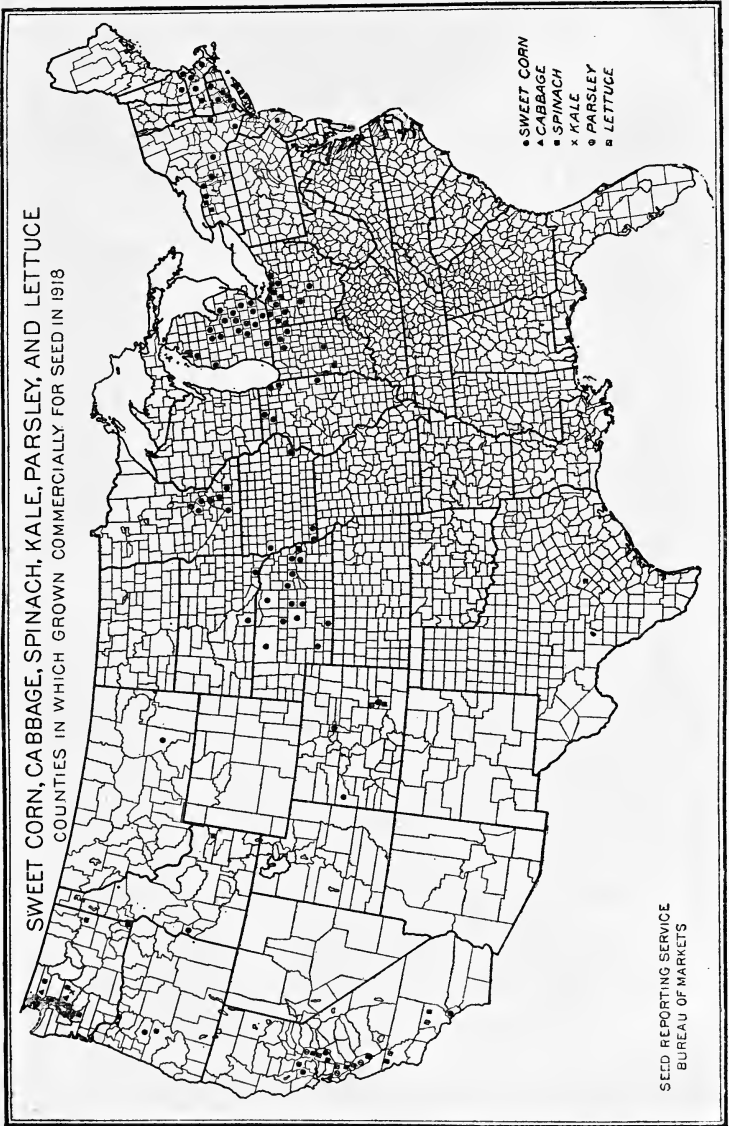 SWEET CORN, CABBAGE, SPINACH, KALE, PARSLEY, AND LETTUCE
COUNTIES IN WHICH GROWN COMMERCIALLY FOR SEED IN 1918
SWEET CORN
CABBAGE
SPINACH
KALE
PARSLEY
LETTUCE
SEED REPORTING SERVICE
BUREAU OF MARKETS